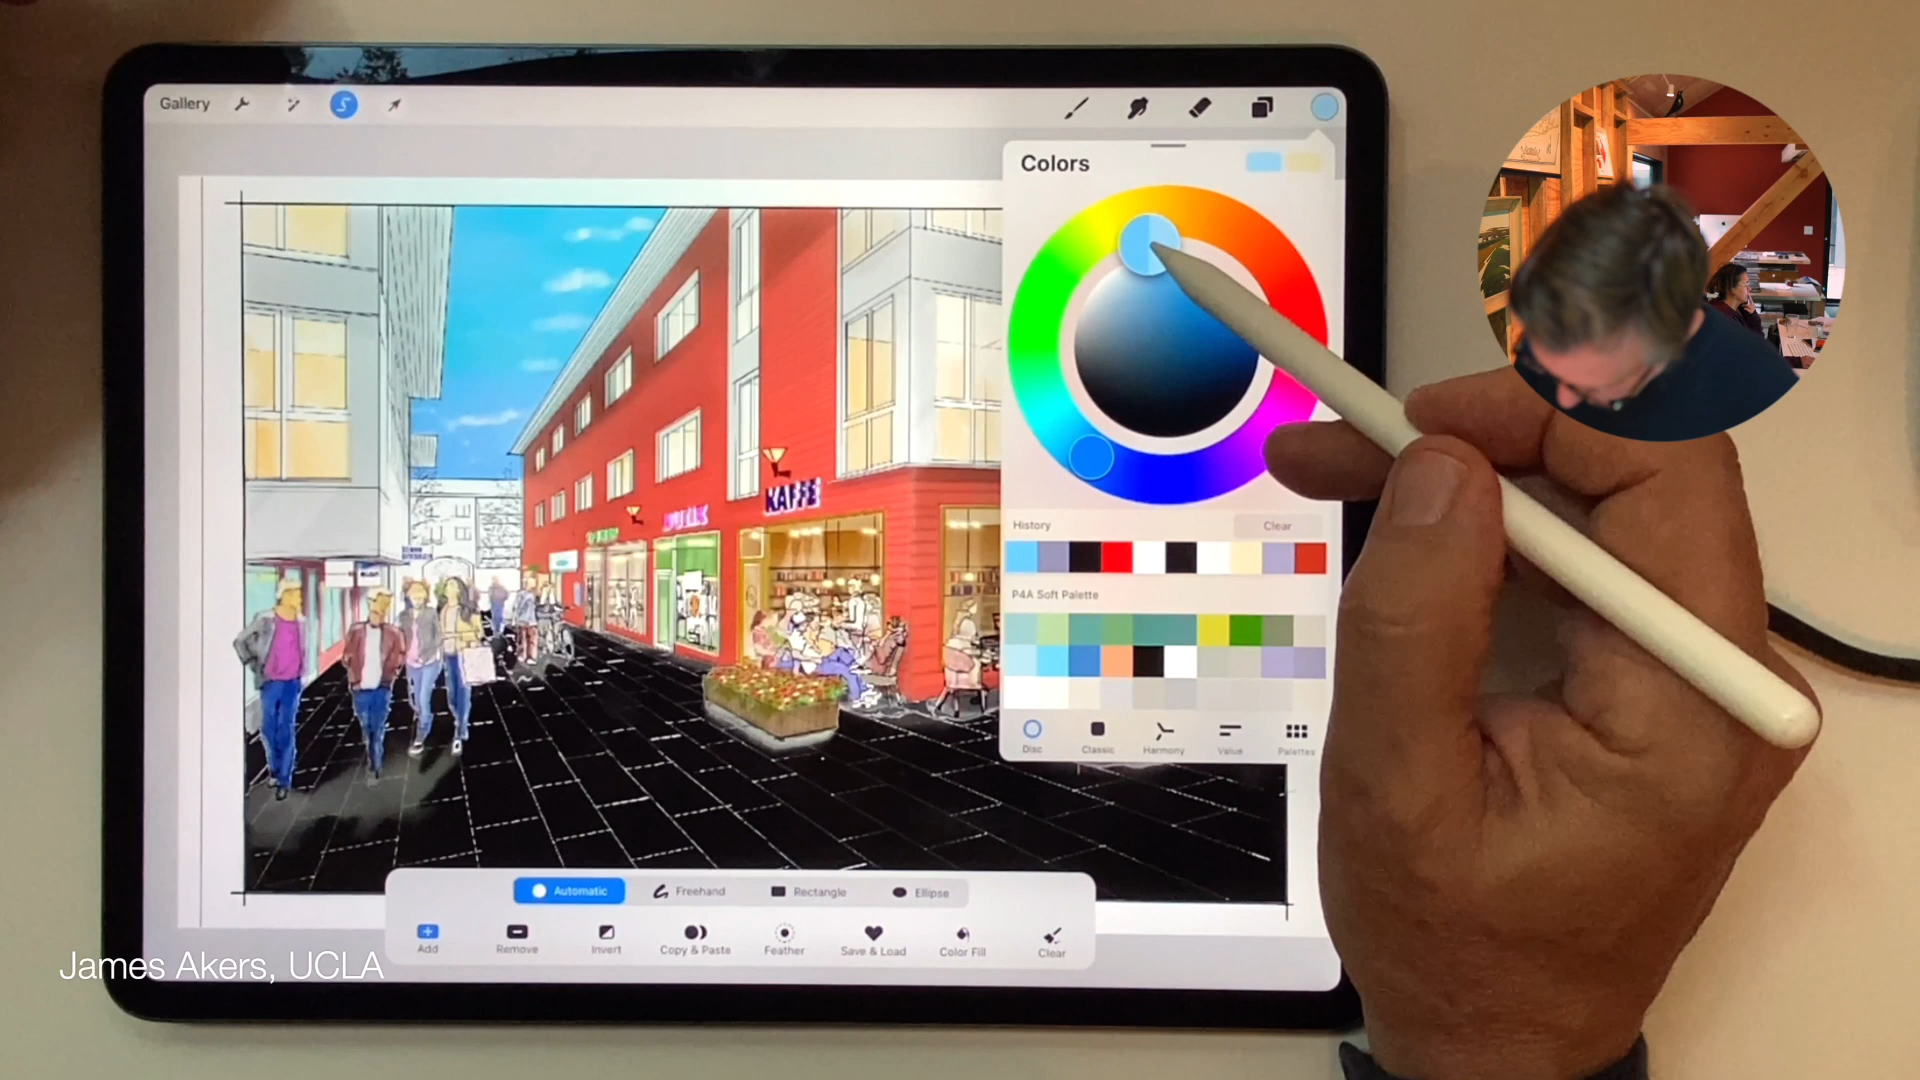 Gallery
Colors
KAFFE
History
Clear
P4A Soft Palette
Disc
Classic
Harmony
Value
Palettes
Automatic
Freehand
Rectangle
Ellipse
Add
Remove
Invert
Copy & Paste
Feather
Save & Load
Color Fill
Clear
James Akers, UCLA